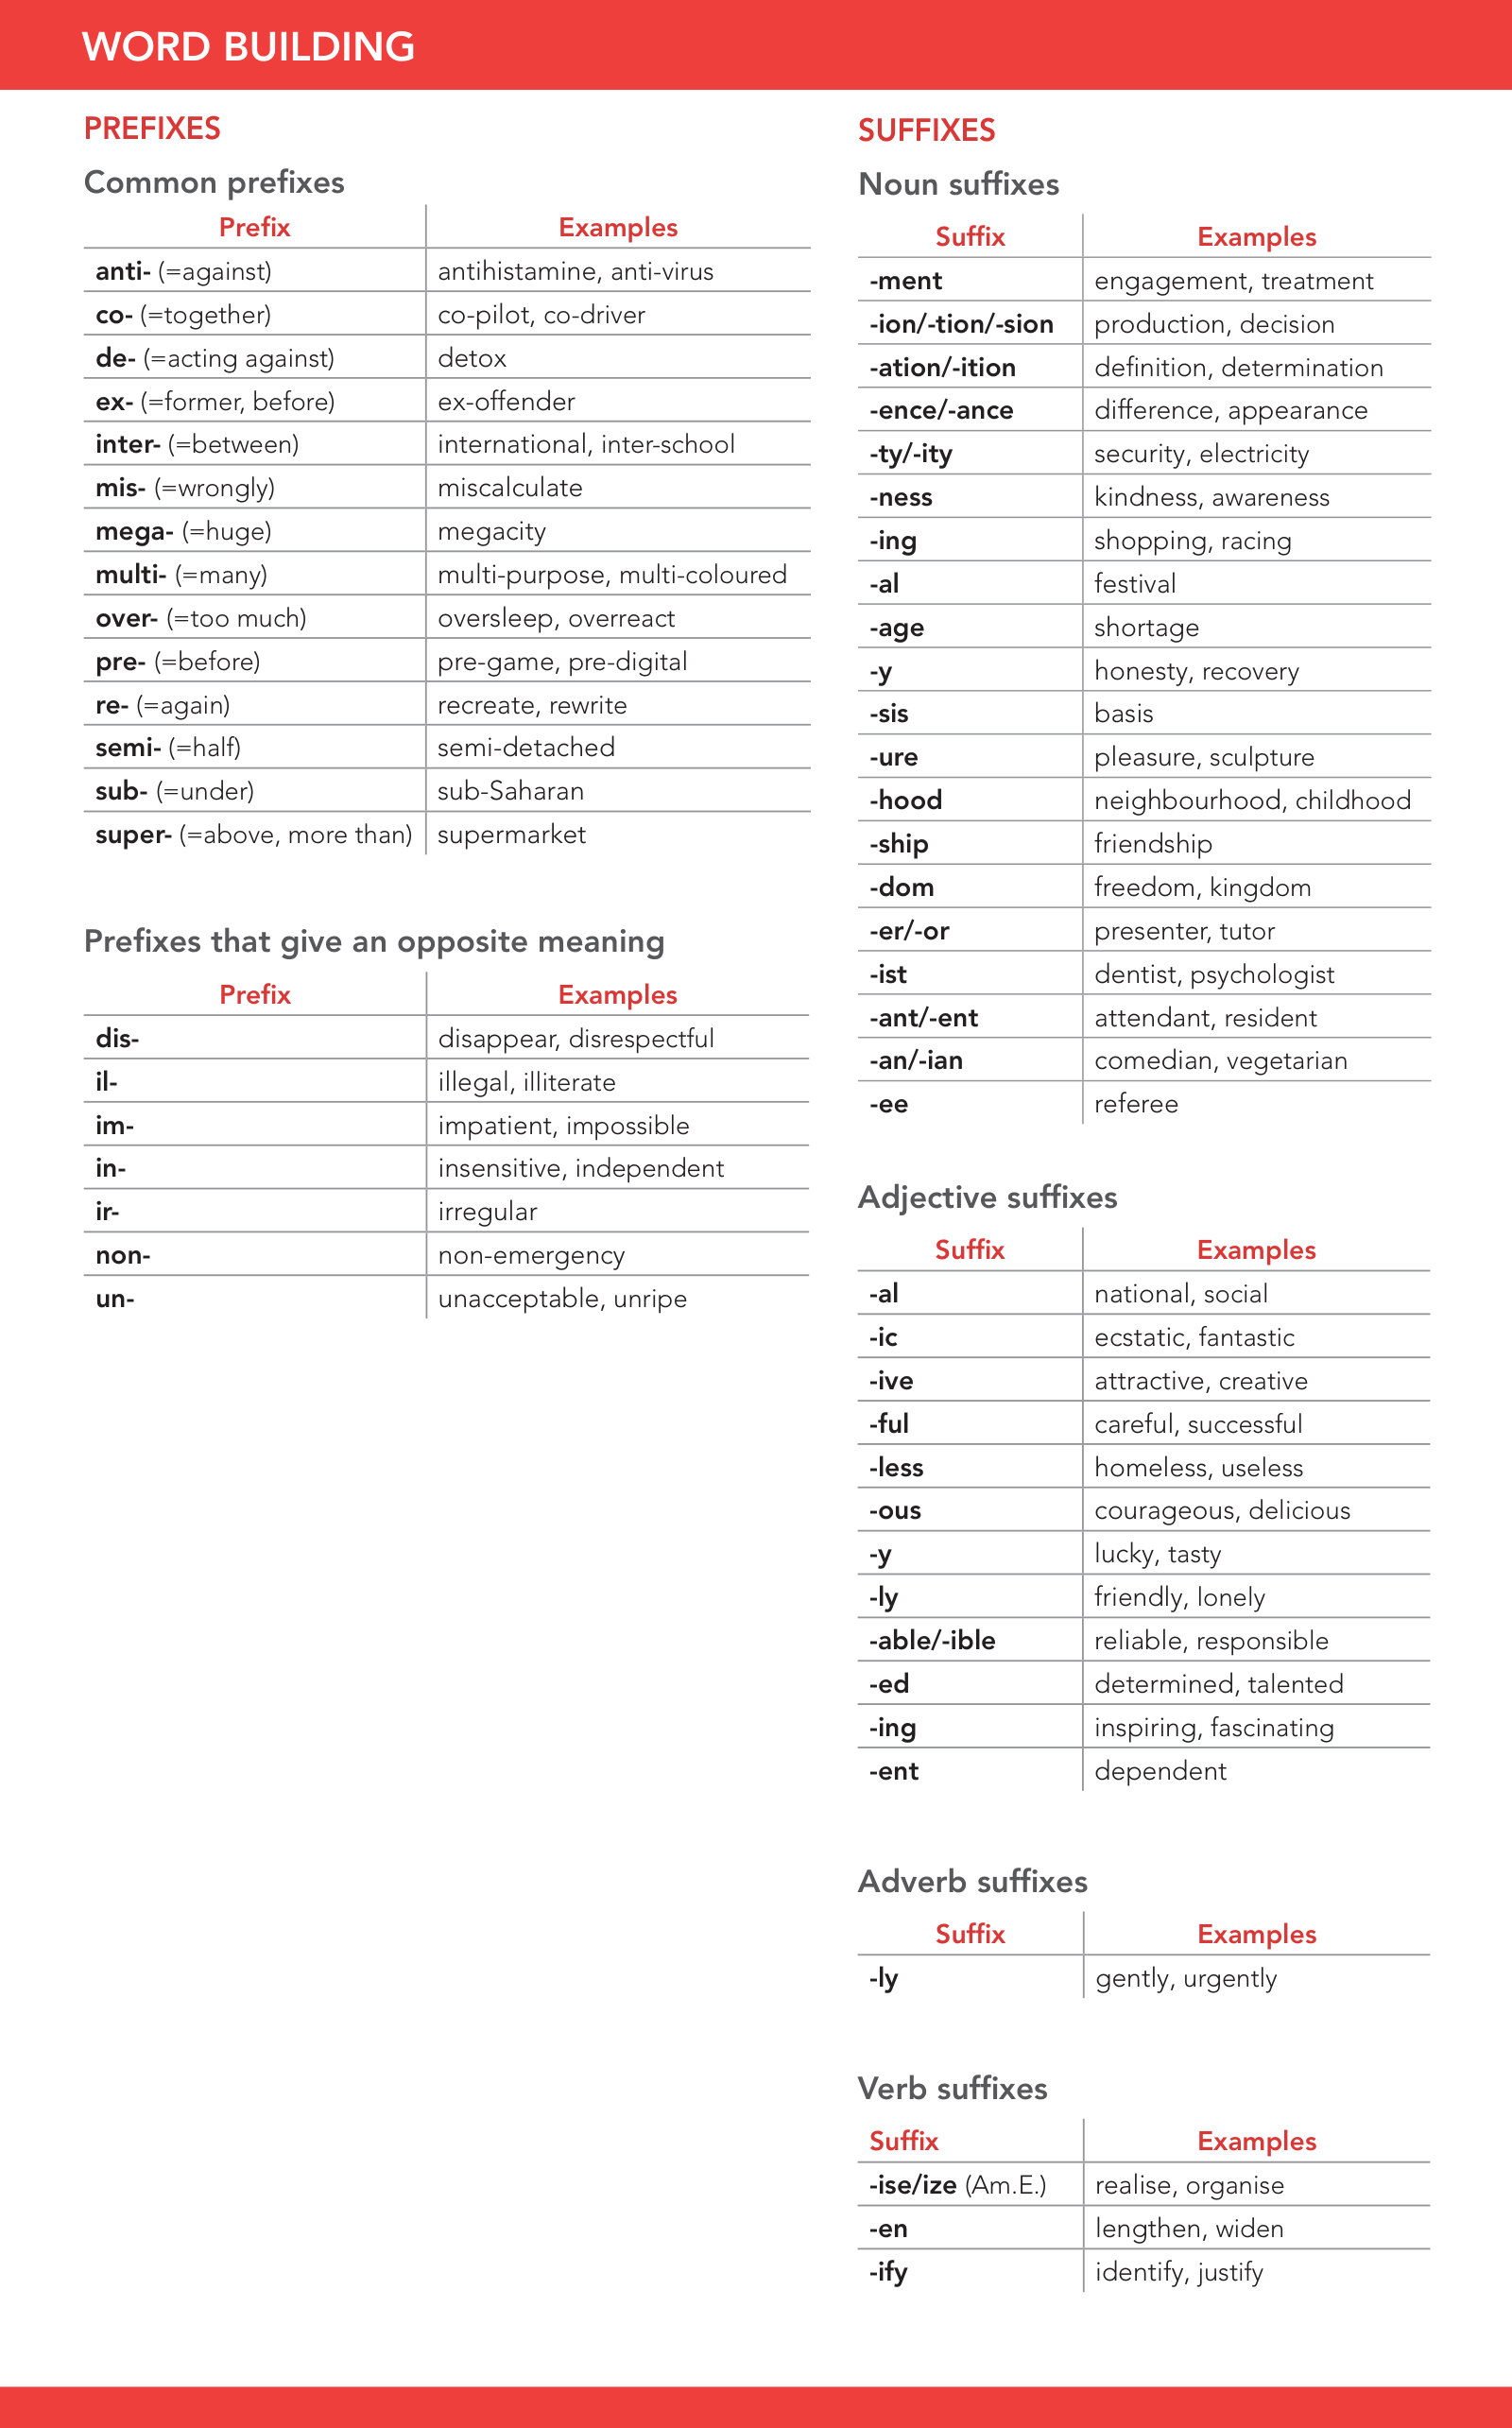 WORD BUILDING
PREFIXES
Common prefixes
Prefix Examples
anti- (=against) antihistamine, anti-virus
co- (=together) co-pilot, co-driver
de- (=acting against) detox
ex- (=former, before) ex-offender
inter- (=between) international, inter-school
mis- (=wrongly) miscalculate
mega- (=huge) megacity
multi- (=many) multi-purpose, multi-coloured
over- (=too much) oversleep, overreact
pre- (=before) pre-game, pre-digital
re- (=again) recreate, rewrite
semi- (=half) semi-detached
sub- (=under) sub-Saharan
super- (=above, more than) supermarket
Prefixes that give an opposite meaning
Prefix Examples
dis- disappear, disrespectful
il- illegal, illiterate
im- impatient, impossible
in- insensitive, independent
ir- irregular
non- non-emergency
un- unacceptable, unripe
SUFFIXES
Noun suffixes
Suffix Examples
-ment engagement, treatment
-ion/-tion/-sion production, decision
-ation/-ition definition, determination
-ence/-ance difference, appearance
-ty/-ity security, electricity
-ness kindness, awareness
-ing shopping, racing
-al festival
-age shortage
-y honesty, recovery
-sis basis
-ure pleasure, sculpture
-hood neighbourhood, childhood
-ship friendship
-dom freedom, kingdom
-er/-or presenter, tutor
-ist dentist, psychologist
-ant/-ent attendant, resident
-an/-ian comedian, vegetarian
-ee referee
Adjective suffixes
Suffix Examples
-al national, social
-ic ecstatic, fantastic
-ive attractive, creative
-ful careful, successful
-less homeless, useless
-ous courageous, delicious
-y lucky, tasty
-ly friendly, lonely
-able/-ible reliable, responsible
-ed determined, talented
-ing inspiring, fascinating
-ent dependent
Adverb suffixes
Suffix Examples
-ly gently, urgently
Verb suffixes
Suffix Examples
-ise/ize (Am.E.) realise, organise
-en lengthen, widen
-ify identify, justify